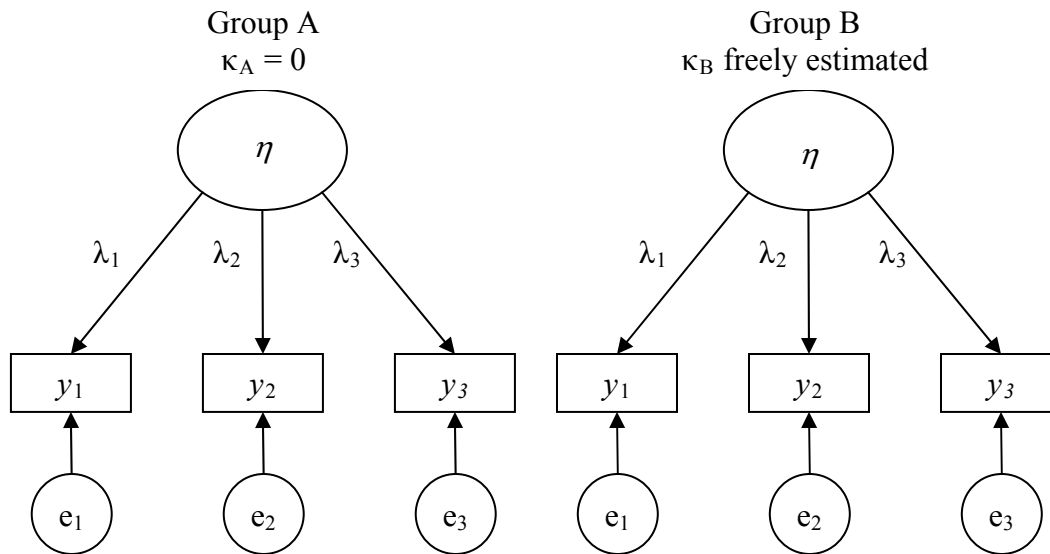 Group A
κA = 0
Group B
κB freely estimated
η
η
λ1 λ2 λ3
λ1 λ2 λ3
y1 y2 y3
y1 y2 y3
e1 e2 e3
e1 e2 e3